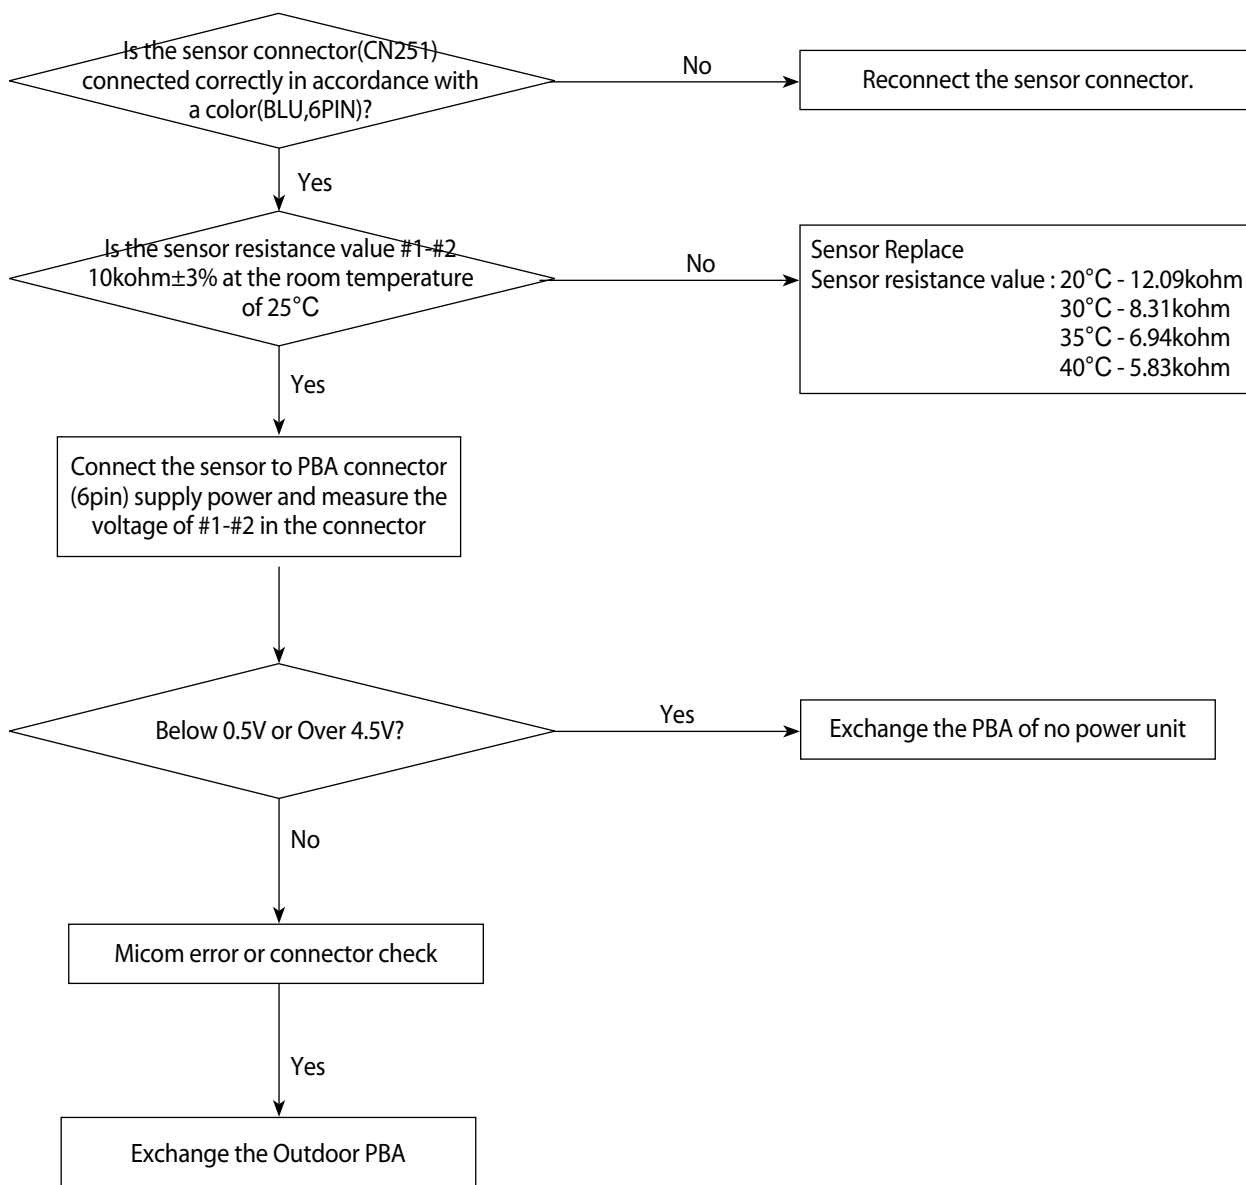 Is the sensor connector(CN251)
connected correctly in accordance with
a color(BLU,6PIN)?
No
Reconnect the sensor connector.
Yes
Is the sensor resistance value #1-#2
10kohm±3% at the room temperature
of 25°C
No
Sensor Replace
Sensor resistance value : 20°C - 12.09kohm
30°C - 8.31kohm
35°C - 6.94kohm
40°C - 5.83kohm
Yes
Connect the sensor to PBA connector
(6pin) supply power and measure the
voltage of #1-#2 in the connector
Below 0.5V or Over 4.5V?
Yes
Exchange the PBA of no power unit
No
Micom error or connector check
Yes
Exchange the Outdoor PBA